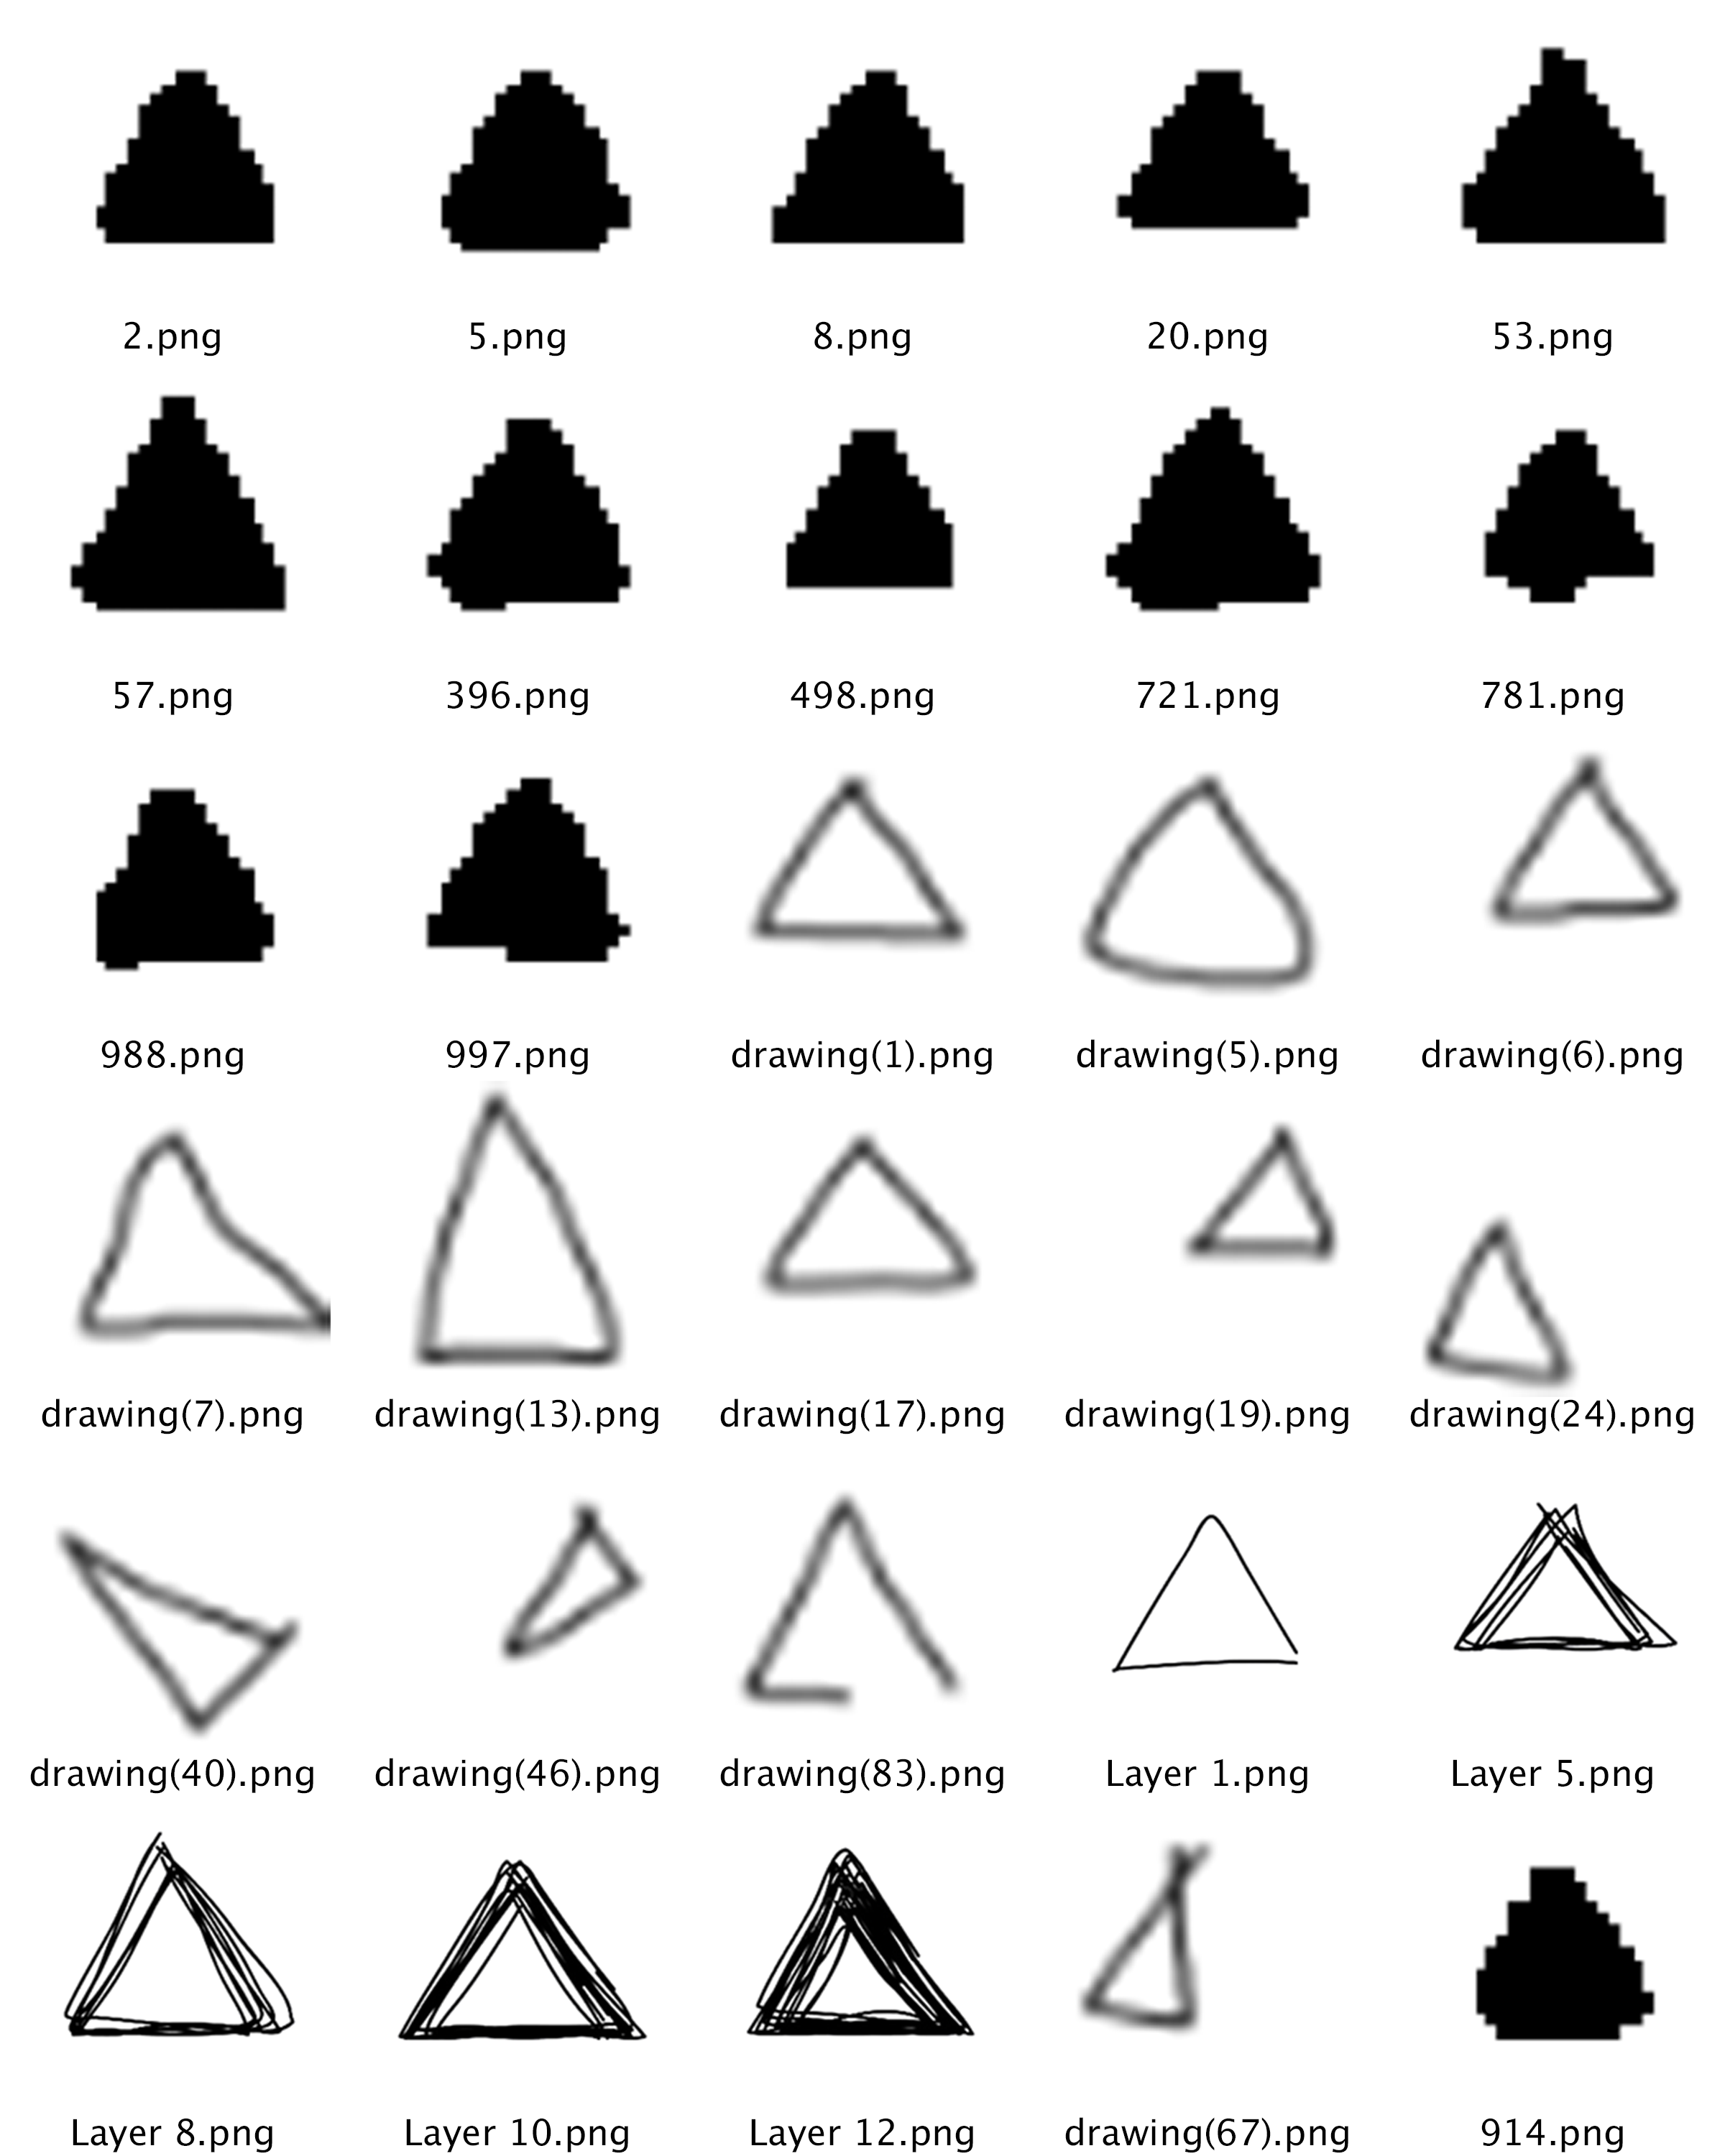 2.png 5.png 8.png 20.png 53.png
57.png 396.png 498.png 721.png 781.png
988.png 997.png drawing(1).png drawing(5).png drawing(6).png
drawing(7).png drawing(13).png drawing(17).png drawing(19).png drawing(24).png
drawing(40).png drawing(46).png drawing(83).png Layer 1.png Layer 5.png
Layer 8.png Layer 10.png Layer 12.png drawing(67).png 914.png